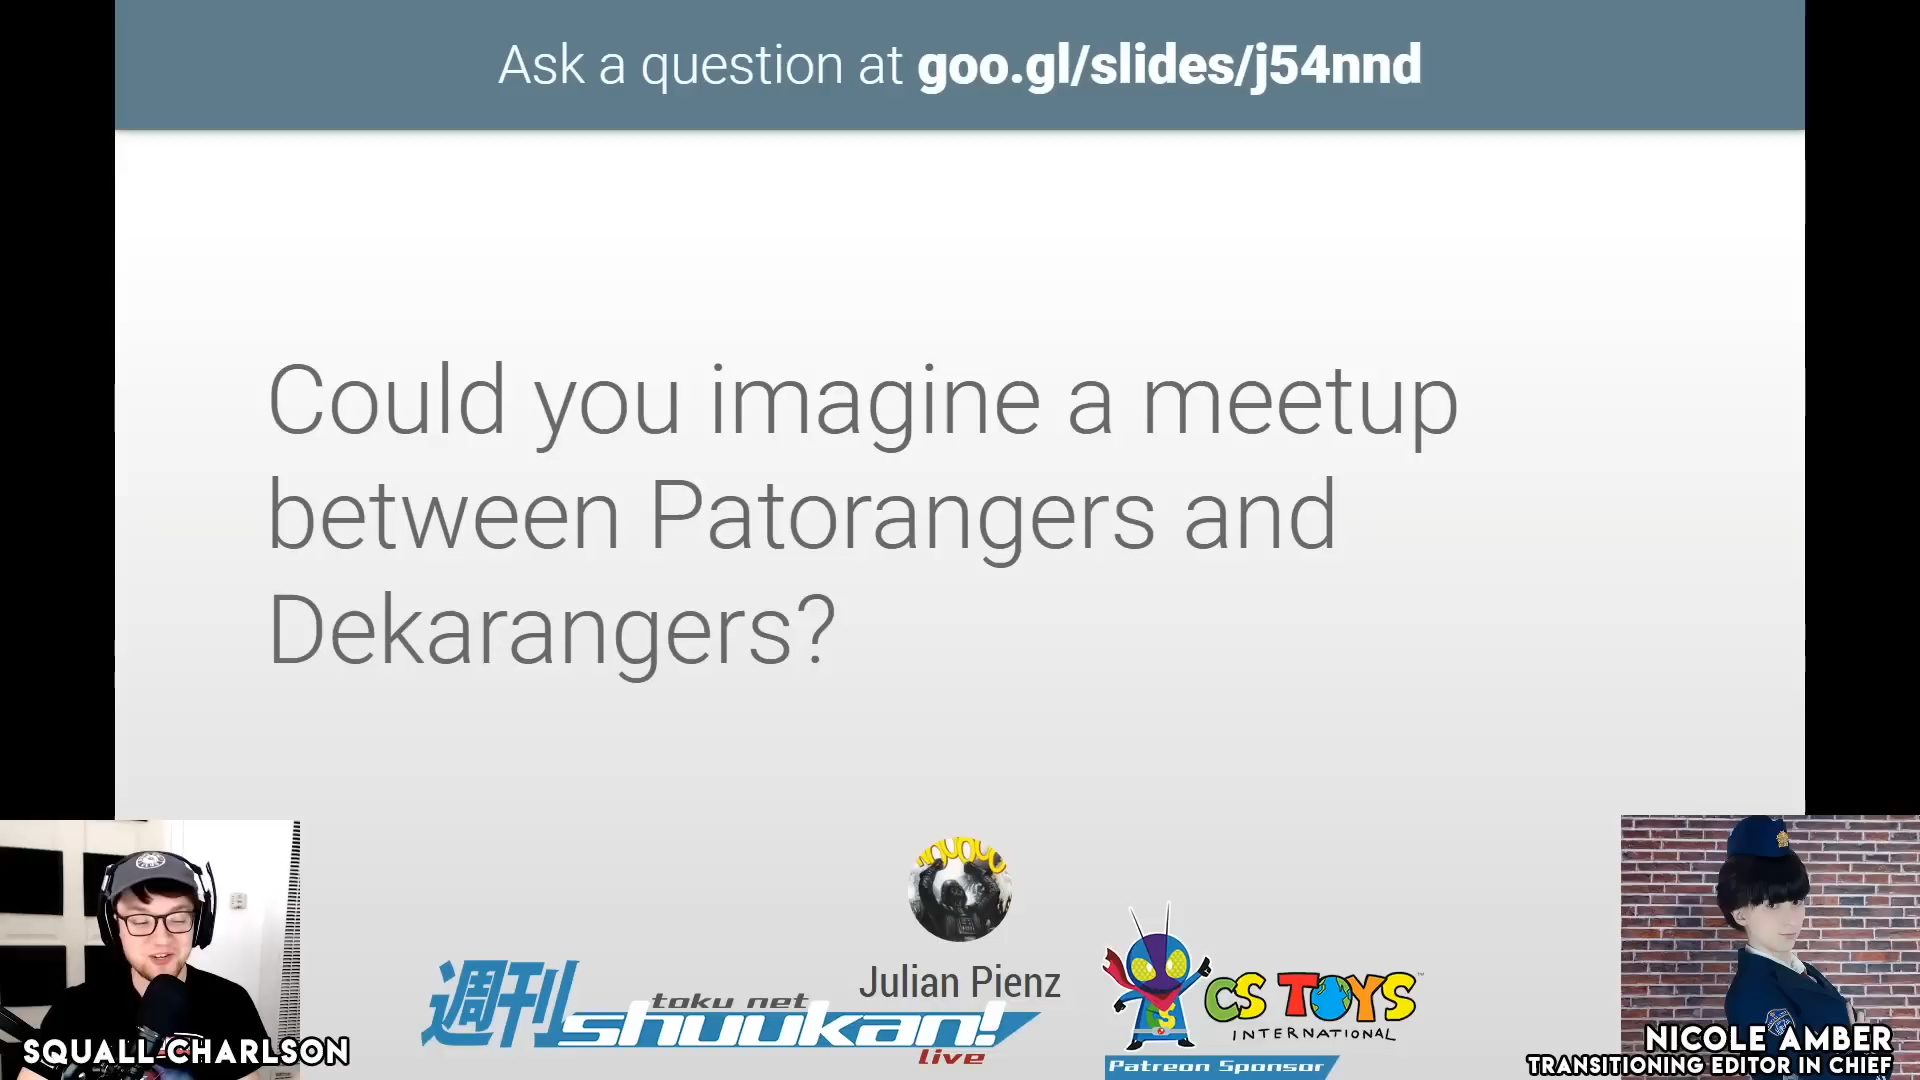 Ask a question at goo.gl/slides/j54nnd
Could you imagine a meetup
between Patorangers and
Dekarangers?
Julian Pienz
週刊
toku net
shuukan!
live
CS TOYS
INTERNATIONAL
Patreon Sponsor
SQUALL-CHARLSON
NICOLE AMBER
TRANSITIONING EDITOR IN CHIEF